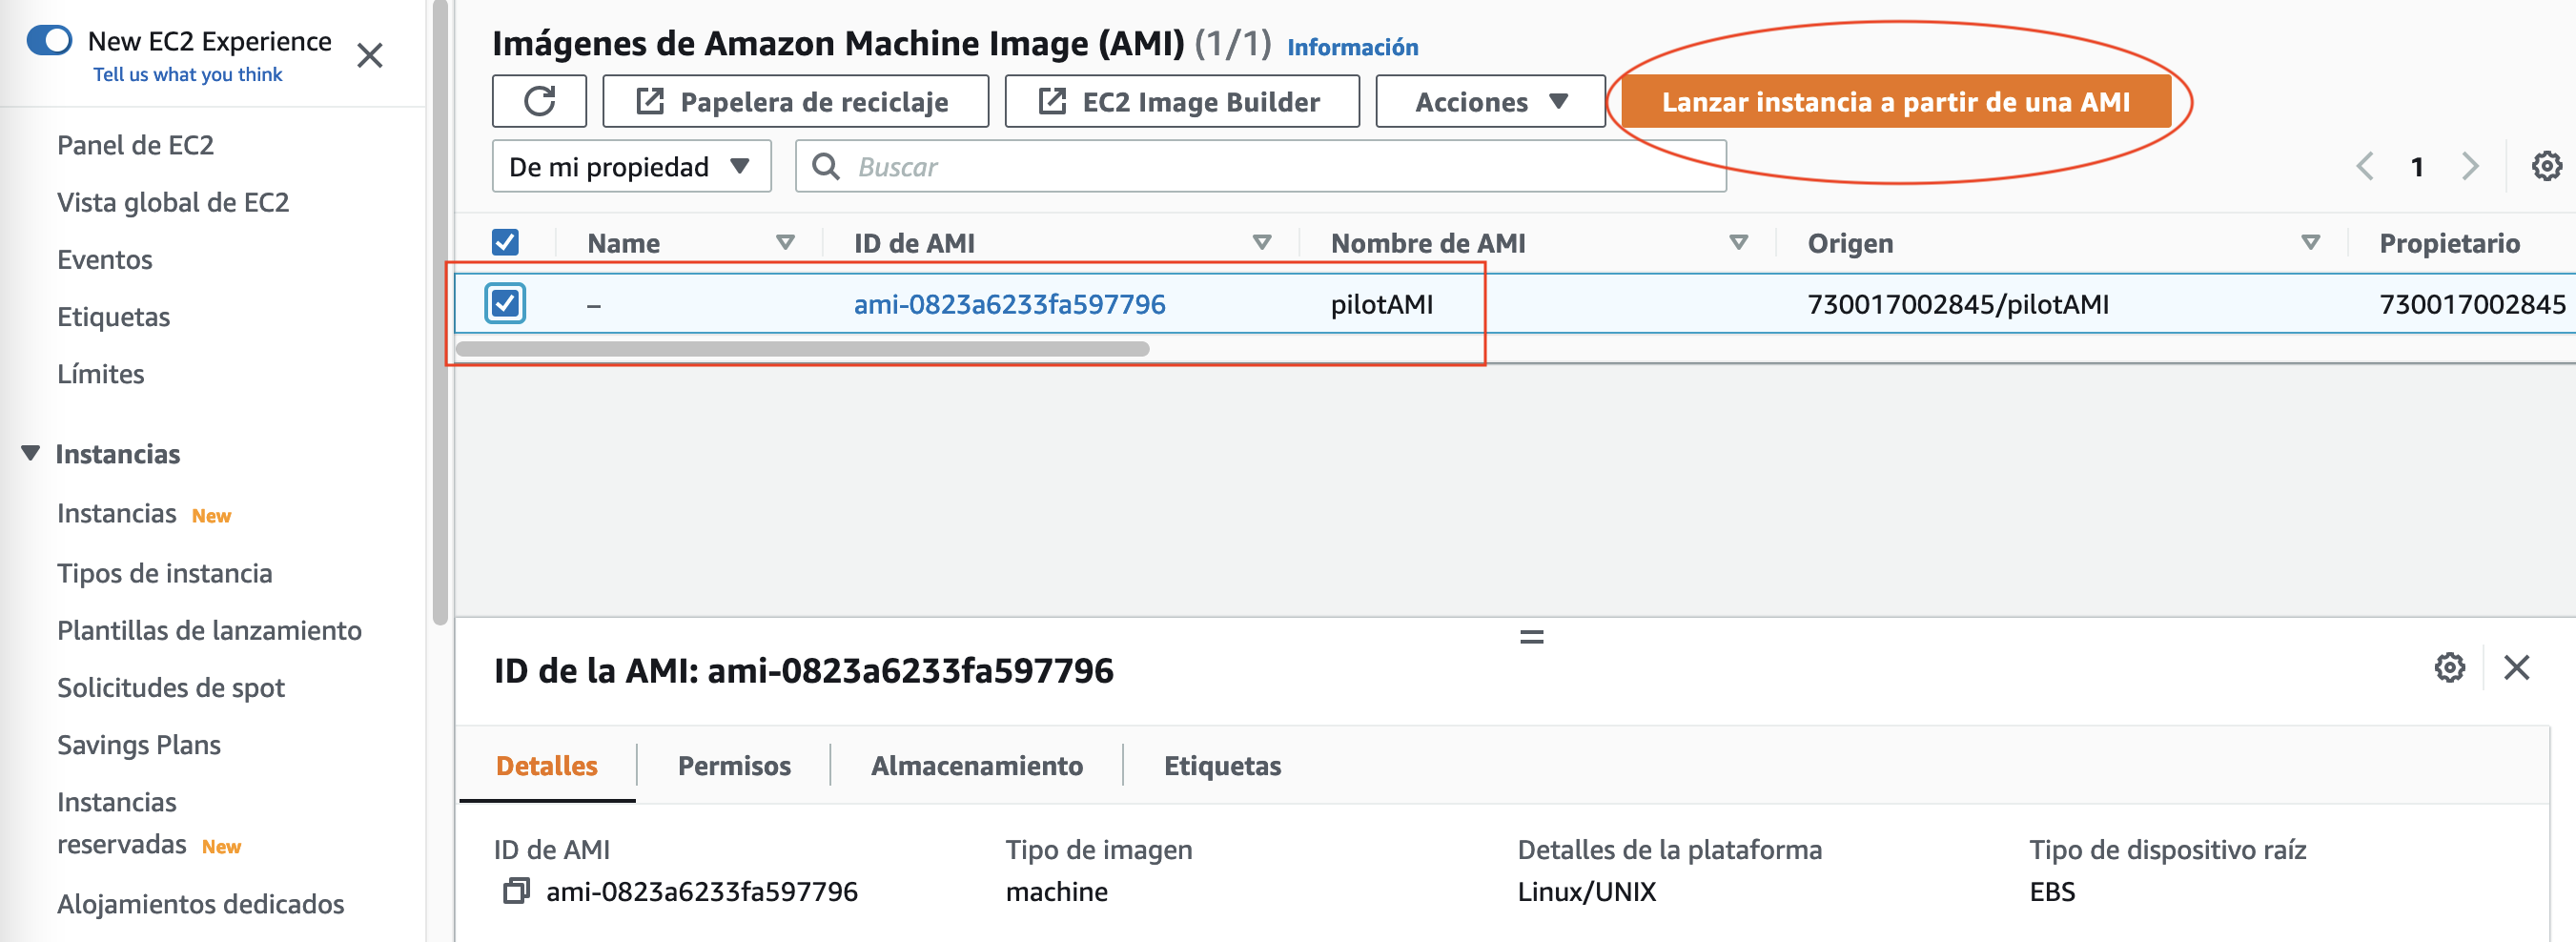 New EC2 Experience
Tell us what you think
Panel de EC2
Vista global de EC2
Eventos
Etiquetas
Límites
Instancias
Instancias New
Tipos de instancia
Plantillas de lanzamiento
Solicitudes de spot
Savings Plans
Instancias
reservadas New
Alojamientos dedicados
Imágenes de Amazon Machine Image (AMI) (1/1) Información
Papelera de reciclaje EC2 Image Builder Acciones Lanzar instancia a partir de una AMI
De mi propiedad Buscar 1
Name ID de AMI Nombre de AMI Origen Propietario
– ami-0823a6233fa597796 pilotAMI 730017002845/pilotAMI 730017002845
ID de la AMI: ami-0823a6233fa597796
Detalles Permisos Almacenamiento Etiquetas
ID de AMI Tipo de imagen Detalles de la plataforma Tipo de dispositivo raíz
ami-0823a6233fa597796 machine Linux/UNIX EBS